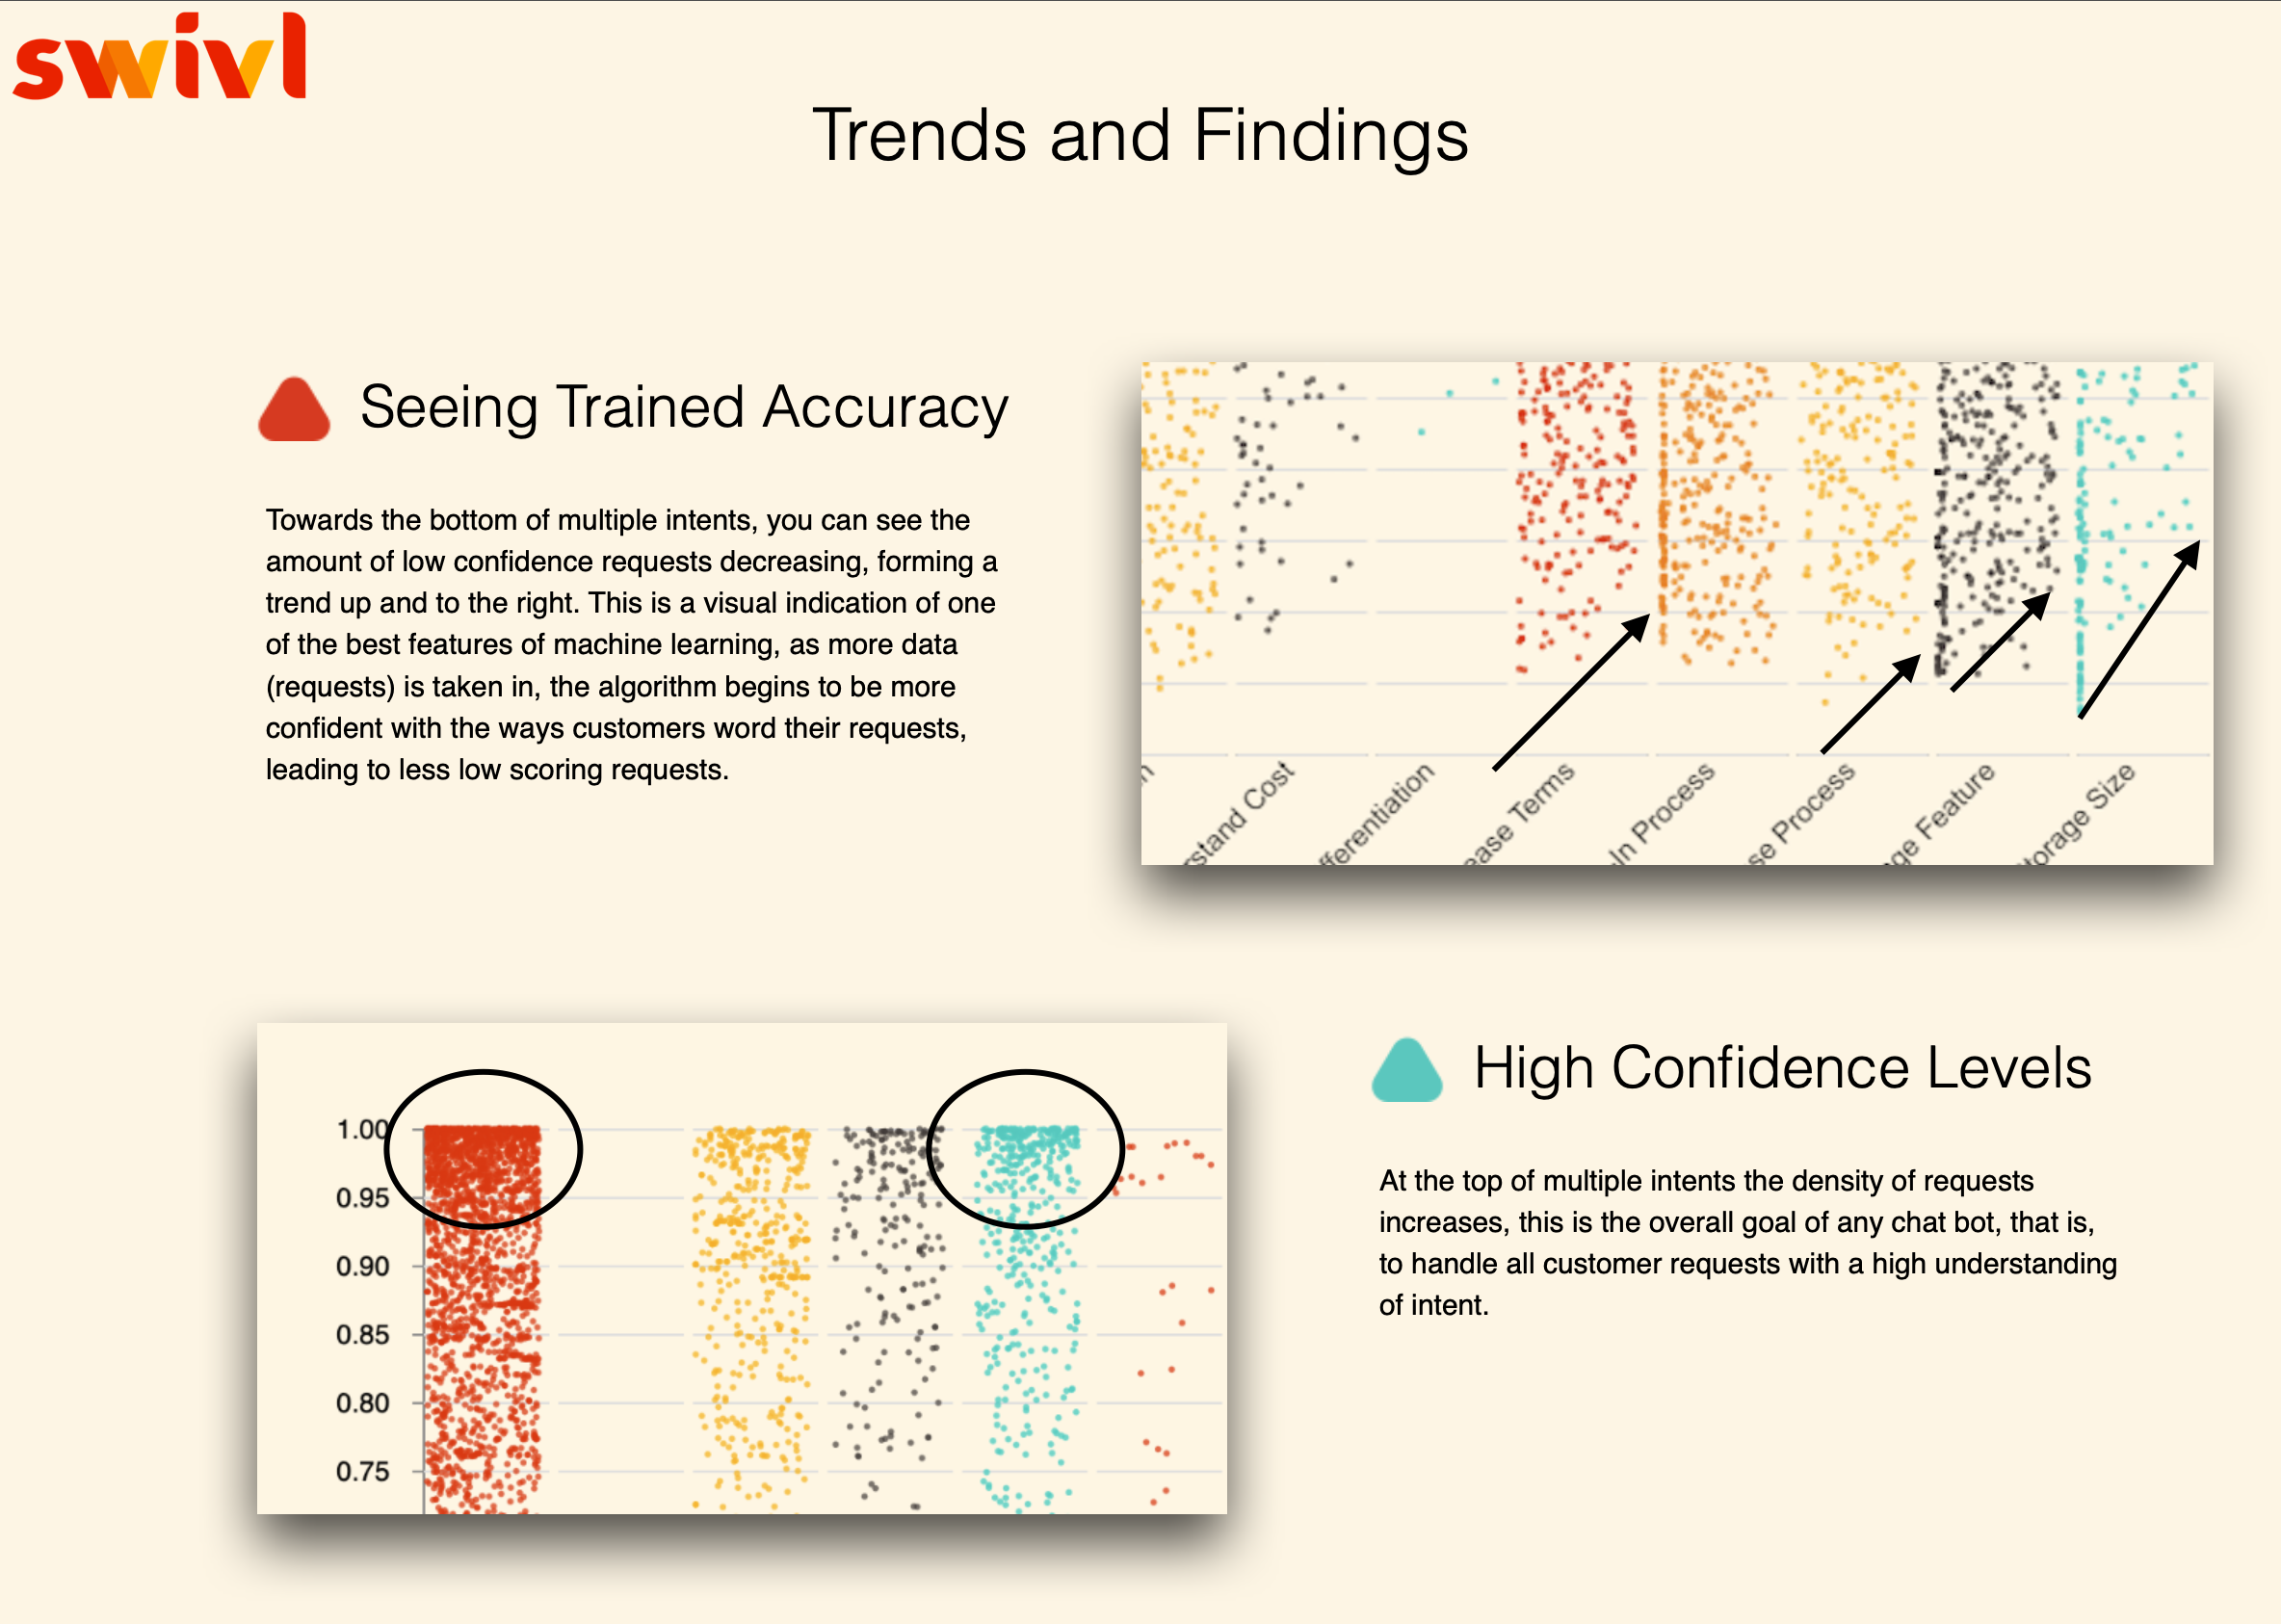 swivl
Trends and Findings
Seeing Trained Accuracy
Towards the bottom of multiple intents, you can see the
amount of low confidence requests decreasing, forming a
trend up and to the right. This is a visual indication of one
of the best features of machine learning, as more data
(requests) is taken in, the algorithm begins to be more
confident with the ways customers word their requests,
leading to less low scoring requests.
n
rstand Cost
fferentiation
ease Terms
-In Process
se Process
ge Feature
torage Size
1.00
0.95
0.90
0.85
0.80
0.75
High Confidence Levels
At the top of multiple intents the density of requests
increases, this is the overall goal of any chat bot, that is,
to handle all customer requests with a high understanding
of intent.